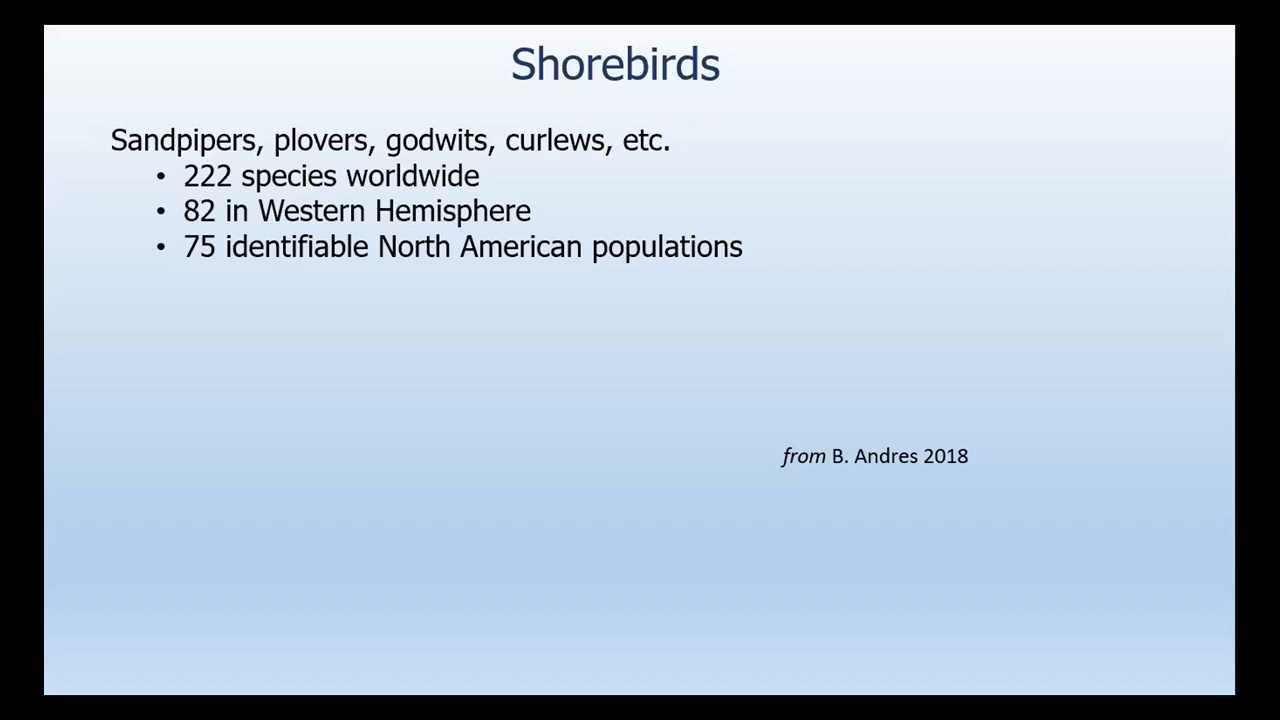 Shorebirds
Sandpipers, plovers, godwits, curlews, etc.
• 222 species worldwide
• 82 in Western Hemisphere
• 75 identifiable North American populations
from B. Andres 2018